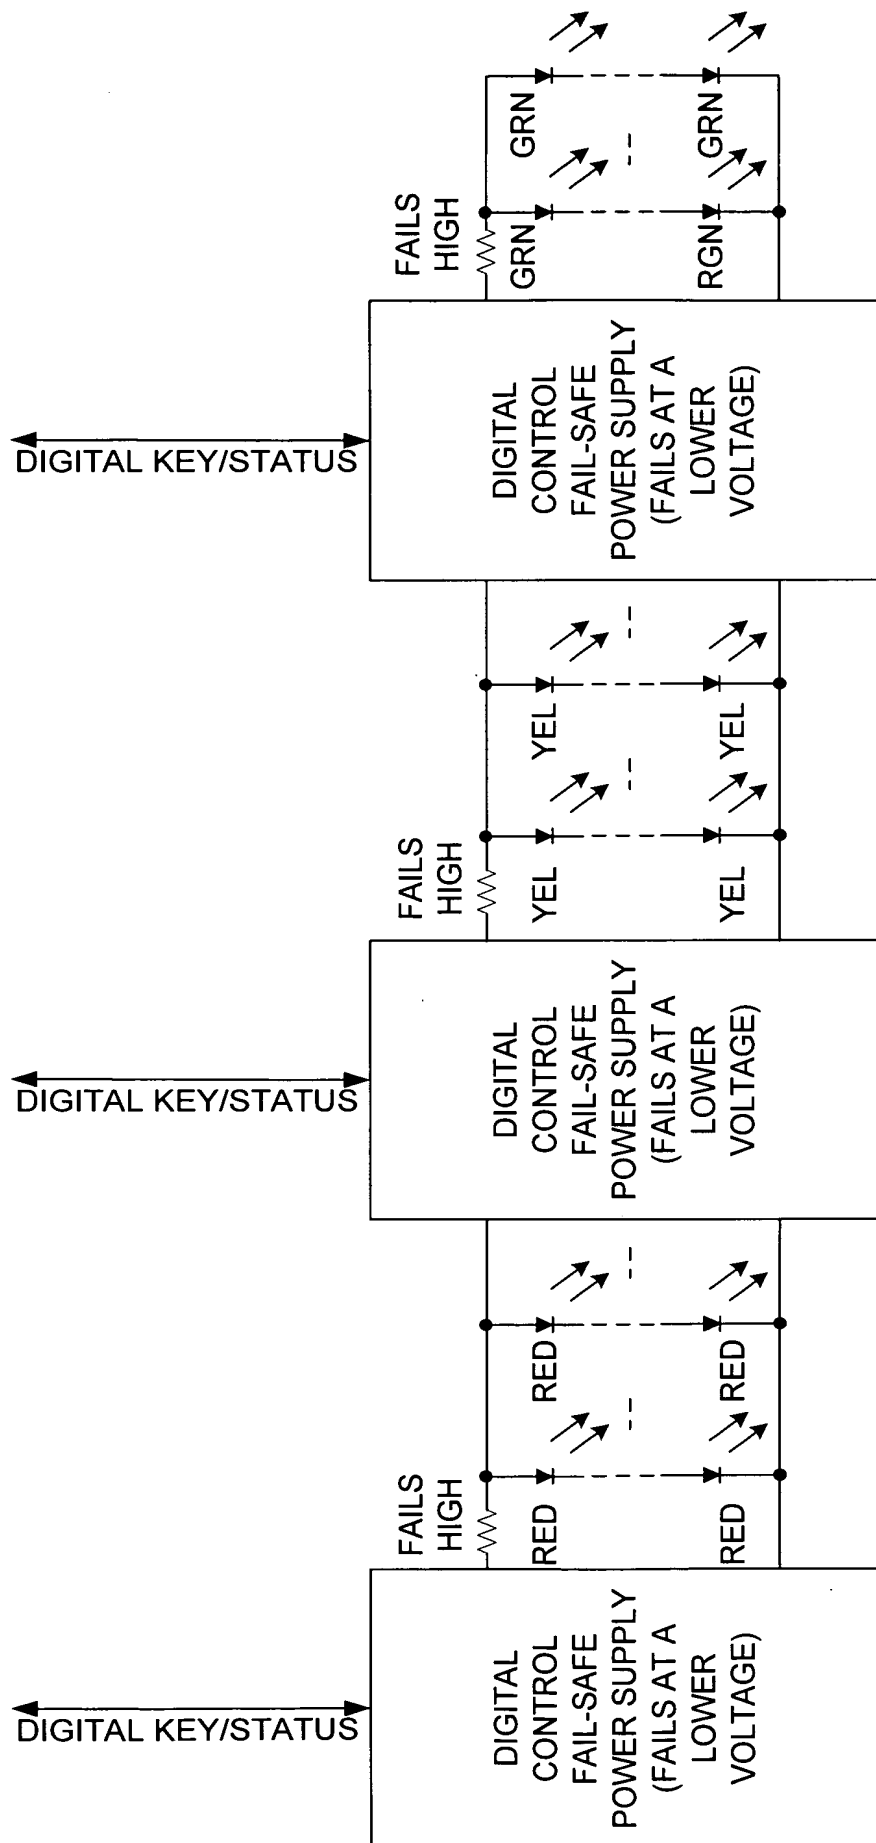 FAILS
HIGH
GRN
GRN
GRN
RGN
DIGITAL KEY/STATUS
DIGITAL
CONTROL
FAIL-SAFE
POWER SUPPLY
(FAILS AT A
LOWER
VOLTAGE)
FAILS
HIGH
YEL
YEL
YEL
YEL
DIGITAL KEY/STATUS
DIGITAL
CONTROL
FAIL-SAFE
POWER SUPPLY
(FAILS AT A
LOWER
VOLTAGE)
FAILS
HIGH
RED
RED
RED
RED
DIGITAL KEY/STATUS
DIGITAL
CONTROL
FAIL-SAFE
POWER SUPPLY
(FAILS AT A
LOWER
VOLTAGE)